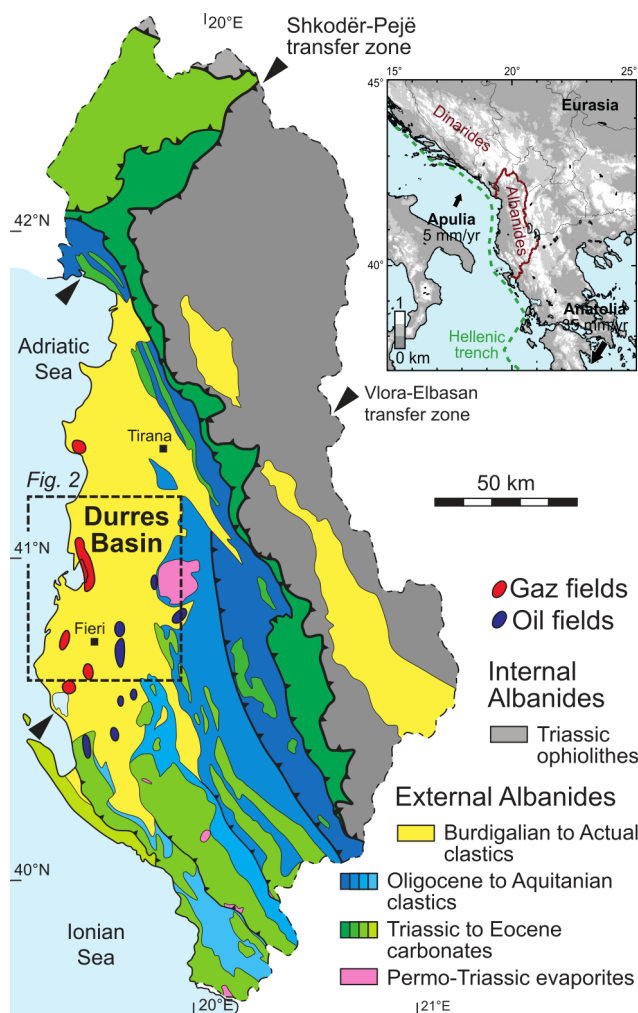 20°E
Shkodër-Pejë
transfer zone
15°
20°
25°
45°
Eurasia
Dinarides
Albanides
Apulia
5 mm/yr
40°
Anatolia
35 mm/yr
1
0 km
Hellenic
trench
42°N
Adriatic
Sea
Vlora-Elbasan
transfer zone
Tirana
50 km
Fig. 2
Durres
Basin
41°N
Fieri
Gaz fields
Oil fields
Internal
Albanides
Triassic
ophiolites
External Albanides
Burdigalian to Actual
clastics
40°N
Oligocene to Aquitanian
clastics
Triassic to Eocene
carbonates
Ionian
Sea
Permo-Triassic evaporites
20°E
21°E